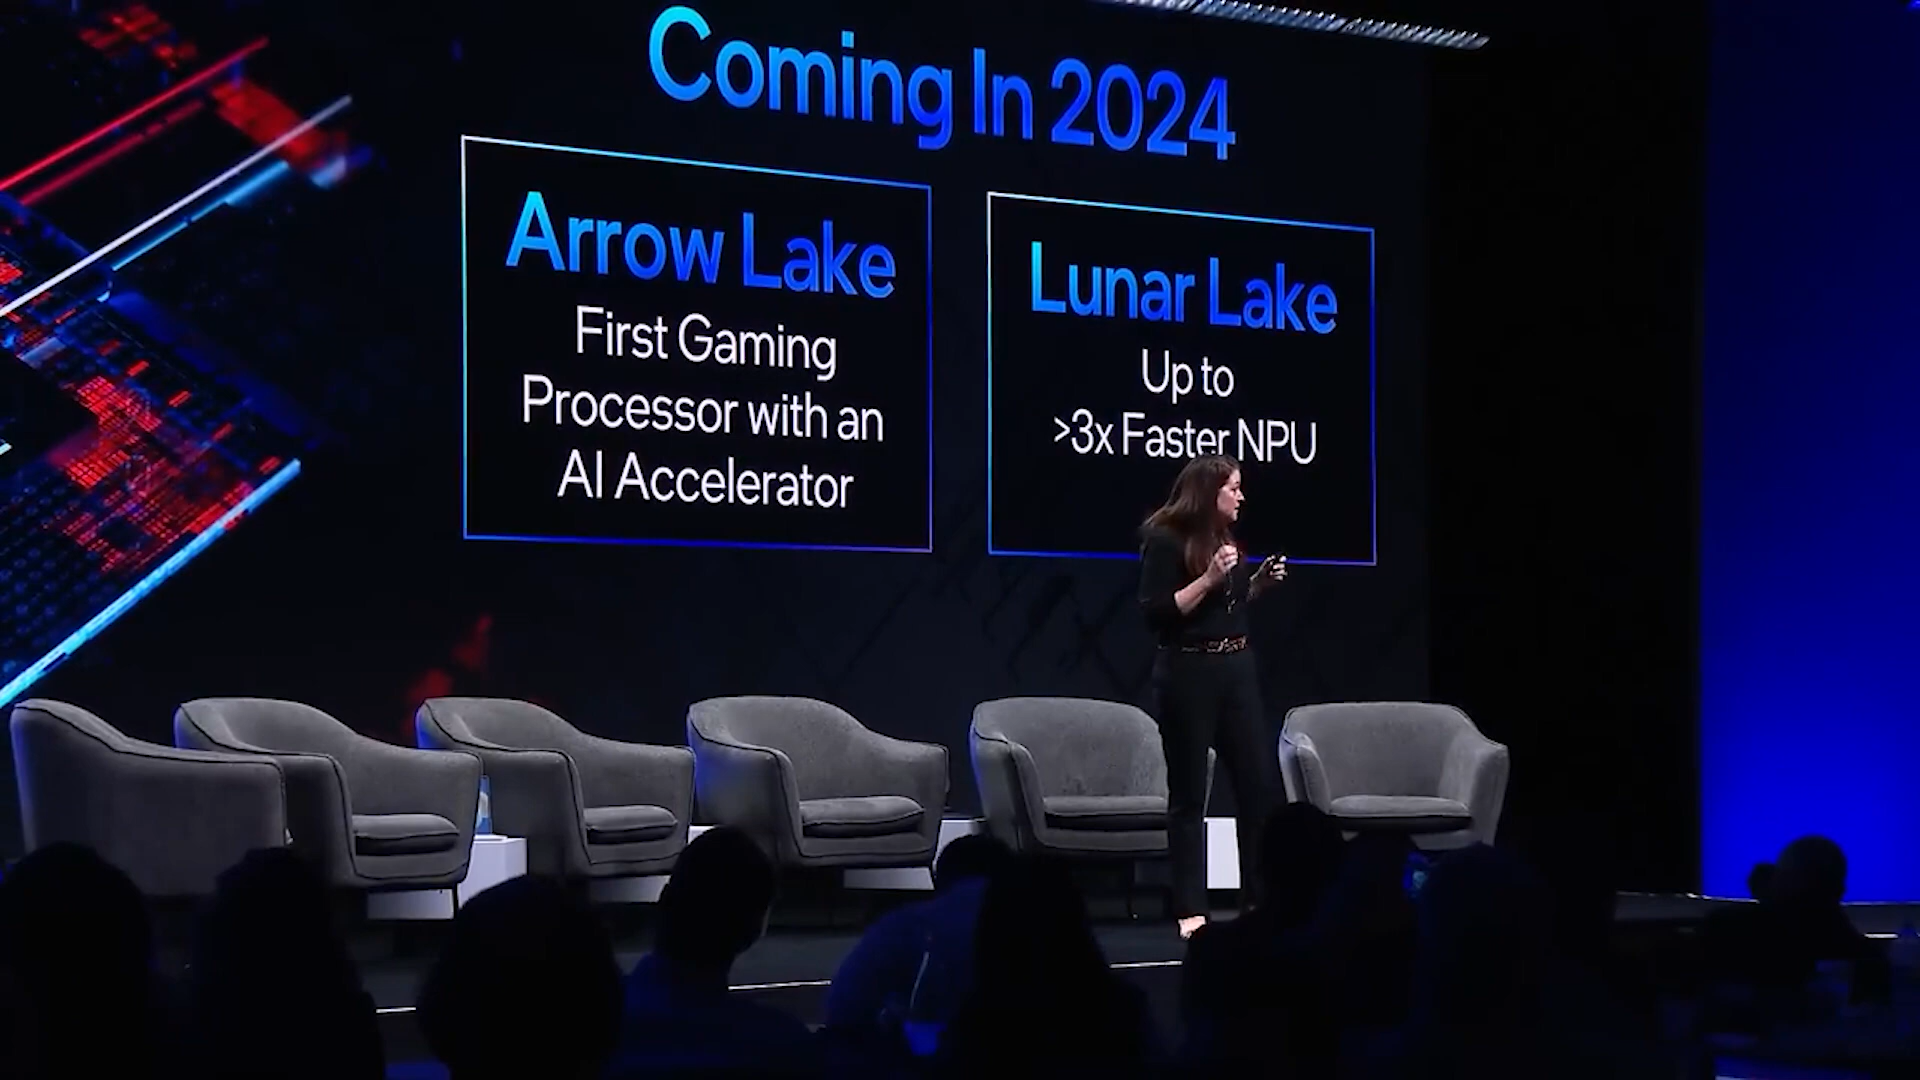 Coming In 2024
Arrow Lake
First Gaming
Processor with an
AI Accelerator
Lunar Lake
Up to
>3x Faster NPU